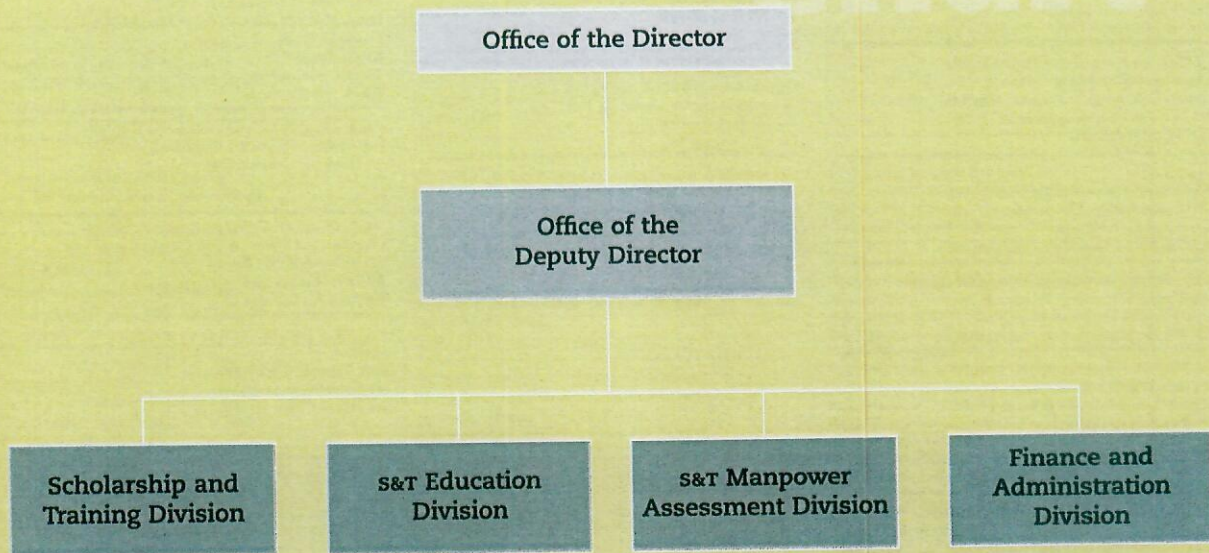 Office of the Director
Office of the
Deputy Director
Scholarship and
Training Division
S&T Education
Division
S&T Manpower
Assessment Division
Finance and
Administration
Division